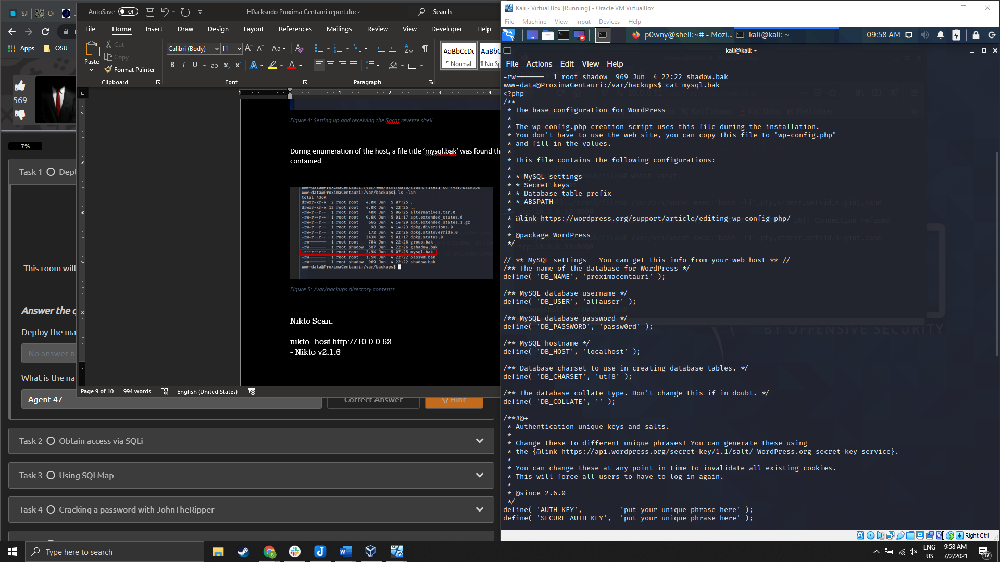 AutoSave Off
H0acksudo Proxima Centauri report.docx
Search
File Home Insert Draw Design Layout References Mailings Review View Developer Help
Paste
Cut
Copy
Format Painter
Calibri (Body) 11
AaBbCcDc
¶ Normal
AaBbC
¶ No Sp
Clipboard
Font
Paragraph
Apps
OSU
569
7%
Task 1
This room will
Deploy the ma
What is the na
Agent 47
Correct Answer
Hint
Task 2 Obtain access via SQLi
Task 3 Using SQLMap
Task 4 Cracking a password with JohnTheRipper
Figure 4: Setting up and receiving the Socat reverse shell
During enumeration of the host, a file title ‘mysql.bak’ was found th
contained
www-data@ProximaCentauri:/var/www/html/data/trash/files$ cd /var/backups
www-data@ProximaCentauri:/var/backups$ ls -lah
total 436K
drwxr-xr-x 2 root root 4.0K Jun 5 07:25 .
drwxr-xr-x 12 root root 4.0K Jun 4 22:25 ..
-rw-r--r-- 1 root root 40K Jun 5 06:25 alternatives.tar.0
-rw-r--r-- 1 root root 9.6K Jun 5 01:17 apt.extended_states.0
-rw-r--r-- 1 root root 666 Jun 4 14:29 apt.extended_states.1.gz
-rw-r--r-- 1 root root 98 Jun 4 14:23 dpkg.diversions.0
-rw-r--r-- 1 root root 172 Jun 4 22:26 dpkg.statoverride.0
-rw-r--r-- 1 root root 343K Jun 5 01:17 dpkg.status.0
-rw------- 1 root root 704 Jun 4 22:26 group.bak
-rw------- 1 root shadow 587 Jun 4 22:26 gshadow.bak
-r--r--r-- 1 root root 2.9K Jun 5 07:25 mysql.bak
-rw------- 1 root root 1.5K Jun 4 22:22 passwd.bak
-rw------- 1 root shadow 969 Jun 4 22:22 shadow.bak
www-data@ProximaCentauri:/var/backups$
Figure 5: /var/backups directory contents
Nikto Scan:
nikto -host http://10.0.0.52
- Nikto v2.1.6
Page 9 of 10 994 words English (United States)
Kali - Virtual Box [Running] - Oracle VM VirtualBox
File Machine View Input Devices Help
p0wny@shell:~# - Mozi... kali@kali: ~ 09:58 AM
kali@kali: ~
File Actions Edit View Help
-rw------- 1 root shadow 969 Jun 4 22:22 shadow.bak
www-data@ProximaCentauri:/var/backups$ cat mysql.bak
<?php
/**
* The base configuration for WordPress
*
* The wp-config.php creation script uses this file during the installation.
* You don't have to use the web site, you can copy this file to "wp-config.php"
* and fill in the values.
*
* This file contains the following configurations:
*
* * MySQL settings
* * Secret keys
* * Database table prefix
* * ABSPATH
*
* @link https://wordpress.org/support/article/editing-wp-config-php/
*
* @package WordPress
*/
// ** MySQL settings - You can get this info from your web host ** //
/** The name of the database for WordPress */
define( 'DB_NAME', 'proximacentauri' );
/** MySQL database username */
define( 'DB_USER', 'alfauser' );
/** MySQL database password */
define( 'DB_PASSWORD', 'passw0rd' );
/** MySQL hostname */
define( 'DB_HOST', 'localhost' );
/** Database charset to use in creating database tables. */
define( 'DB_CHARSET', 'utf8' );
/** The database collate type. Don't change this if in doubt. */
define( 'DB_COLLATE', '' );
/**#@+
* Authentication unique keys and salts.
*
* Change these to different unique phrases! You can generate these using
* the {@link https://api.wordpress.org/secret-key/1.1/salt/ WordPress.org secret-key service}.
*
* You can change these at any point in time to invalidate all existing cookies.
* This will force all users to have to log in again.
*
* @since 2.6.0
*/
define( 'AUTH_KEY', 'put your unique phrase here' );
define( 'SECURE_AUTH_KEY', 'put your unique phrase here' );
BY OFFENSIVE SECURITY
Right Ctrl
Type here to search
ENG
US
9:58 AM
7/2/2021
17